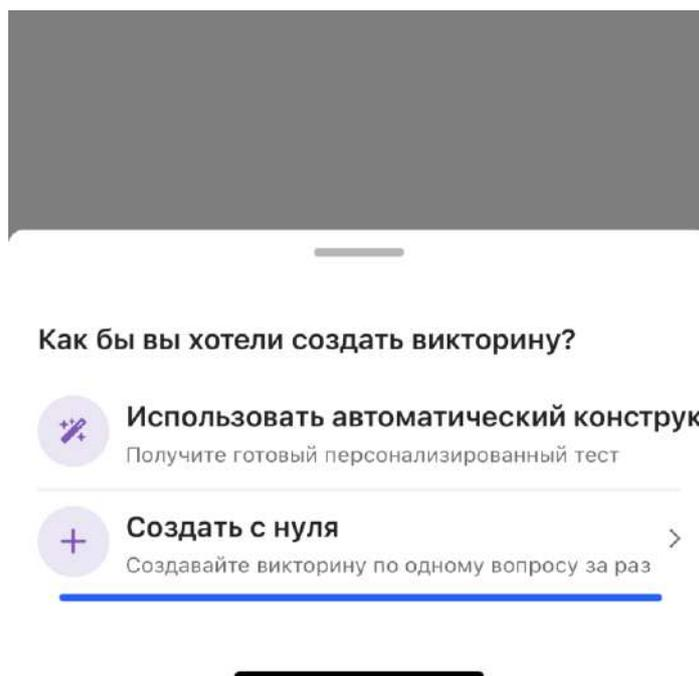 Как бы вы хотели создать викторину?
Использовать автоматический конструк
Получите готовый персонализированный тест
Создать с нуля
Создавайте викторину по одному вопросу за раз